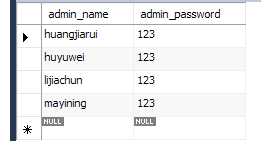 admin_name admin_password
huangjiarui 123
huyuwei 123
lijiachun 123
mayining 123
NULL NULL